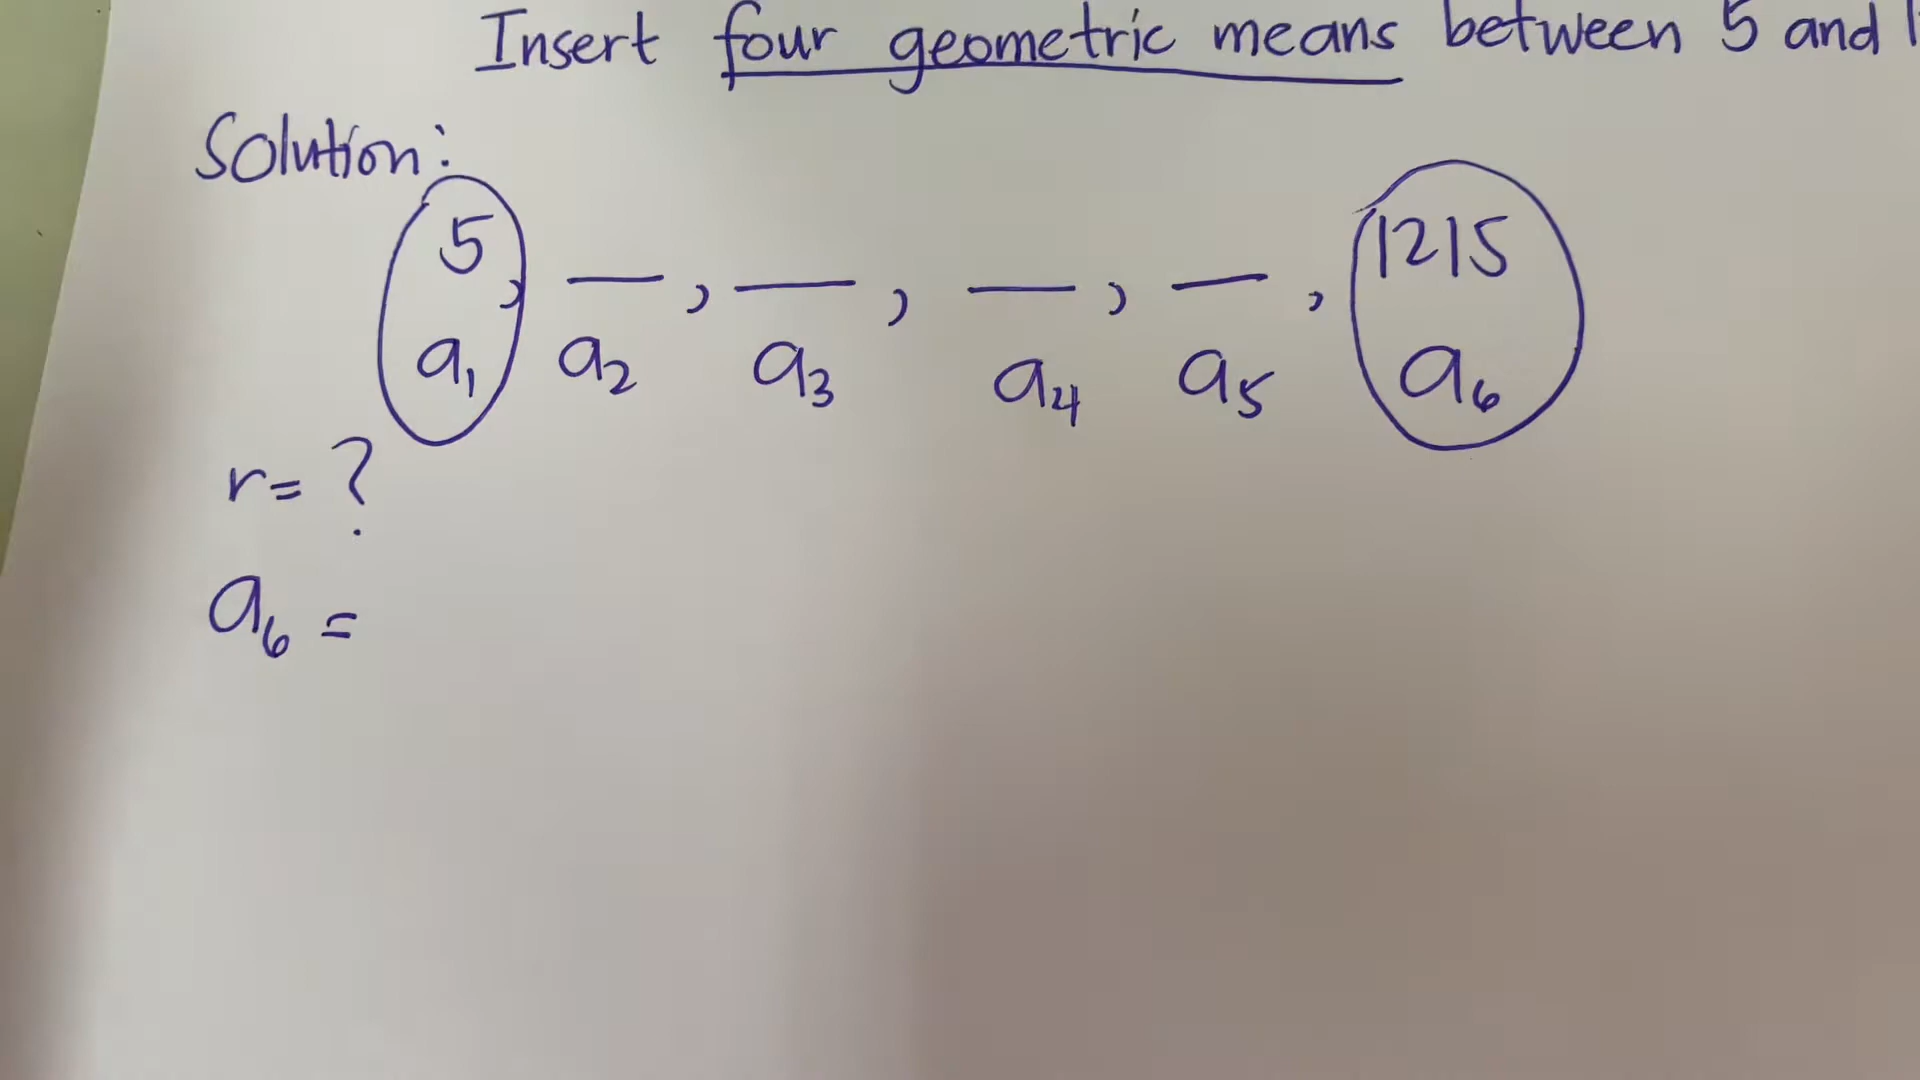 Insert four geometric means between 5 and
Solution:
5, __, __, __, __, 1215
a₁ a₂ a₃ a₄ a₅ a₆
r = ?
a₆ =